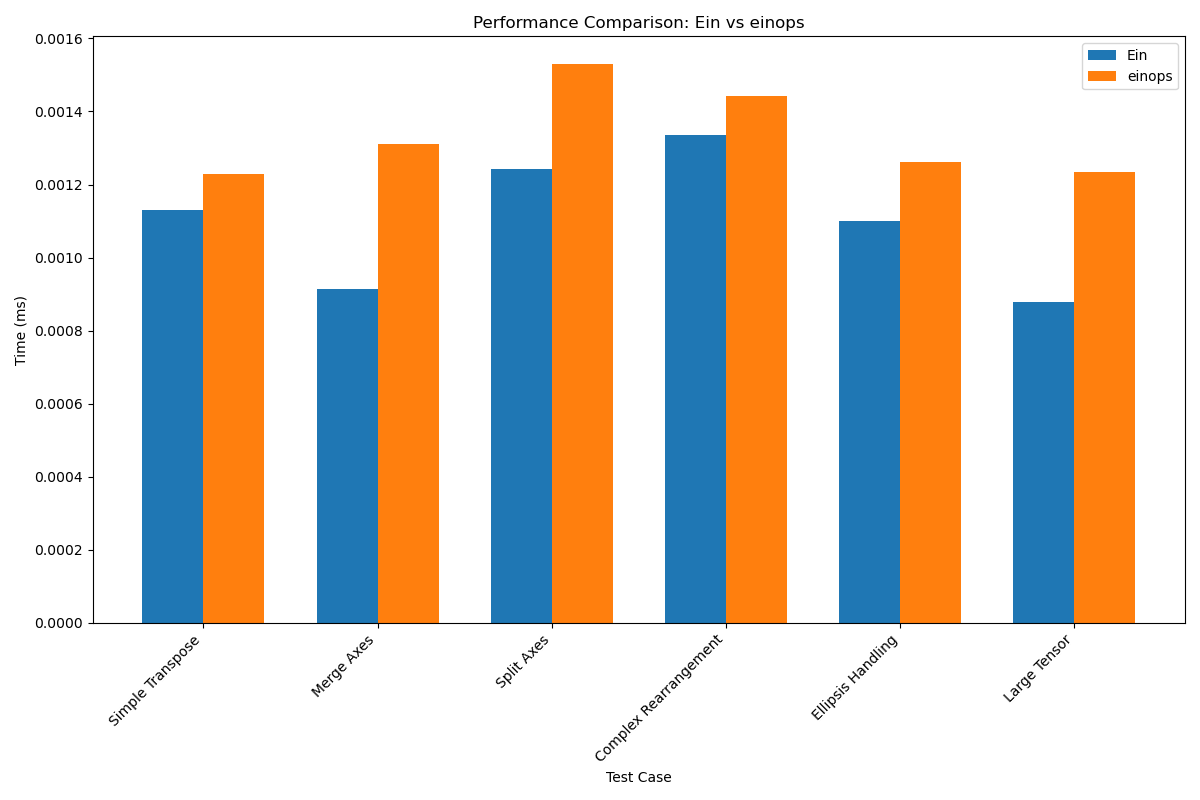 Performance Comparison: Ein vs einops
Ein
einops
Time (ms)
0.0016
0.0014
0.0012
0.0010
0.0008
0.0006
0.0004
0.0002
0.0000
Simple Transpose
Merge Axes
Split Axes
Complex Rearrangement
Ellipsis Handling
Large Tensor
Test Case